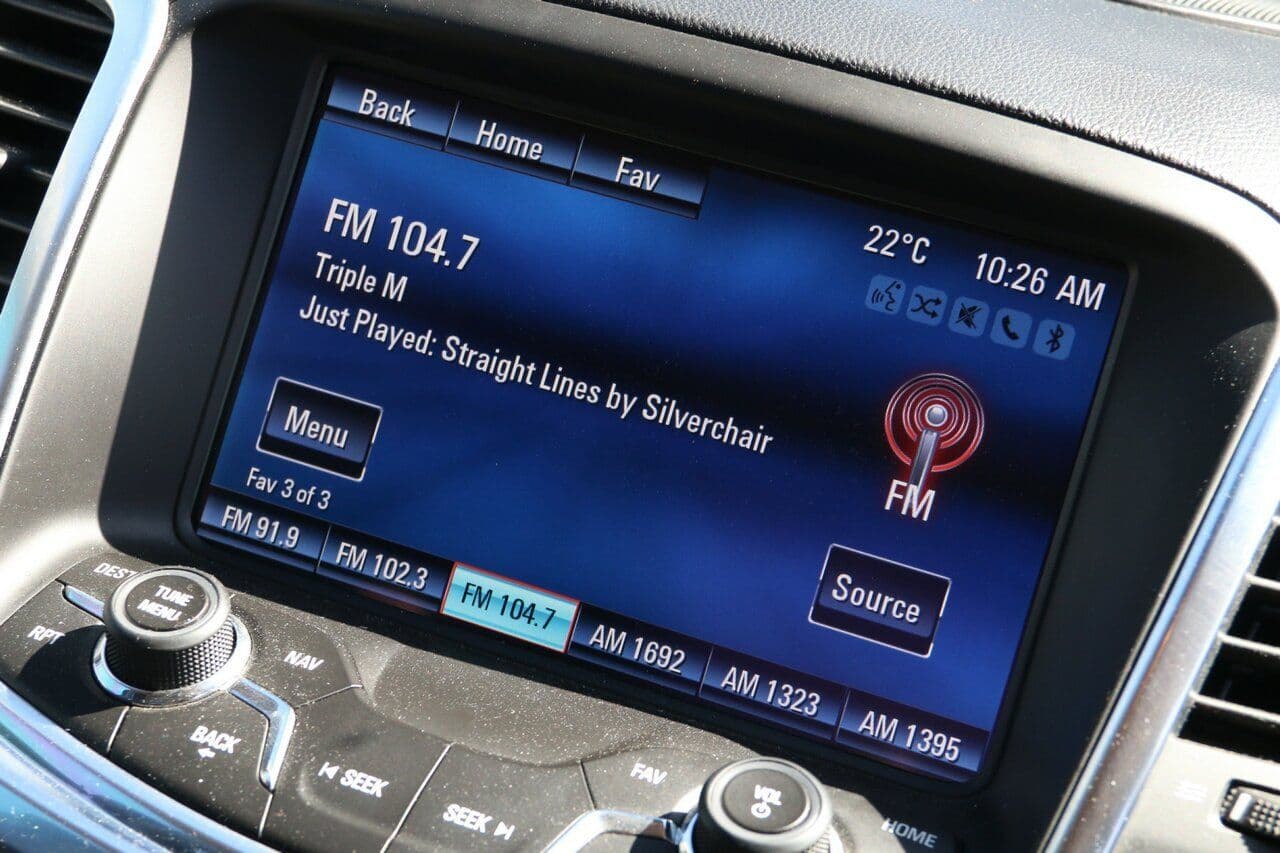 Back Home Fav
FM 104.7
22°C 10:26 AM
Triple M
Just Played: Straight Lines by Silverchair
Menu
FM
Fav 3 of 3
Source
FM 91.9 FM 102.3 FM 104.7 AM 1692 AM 1323 AM 1395
DEST
TUNE
MENU
RPT
NAV
BACK
SEEK
SEEK
FAV
VOL
HOME